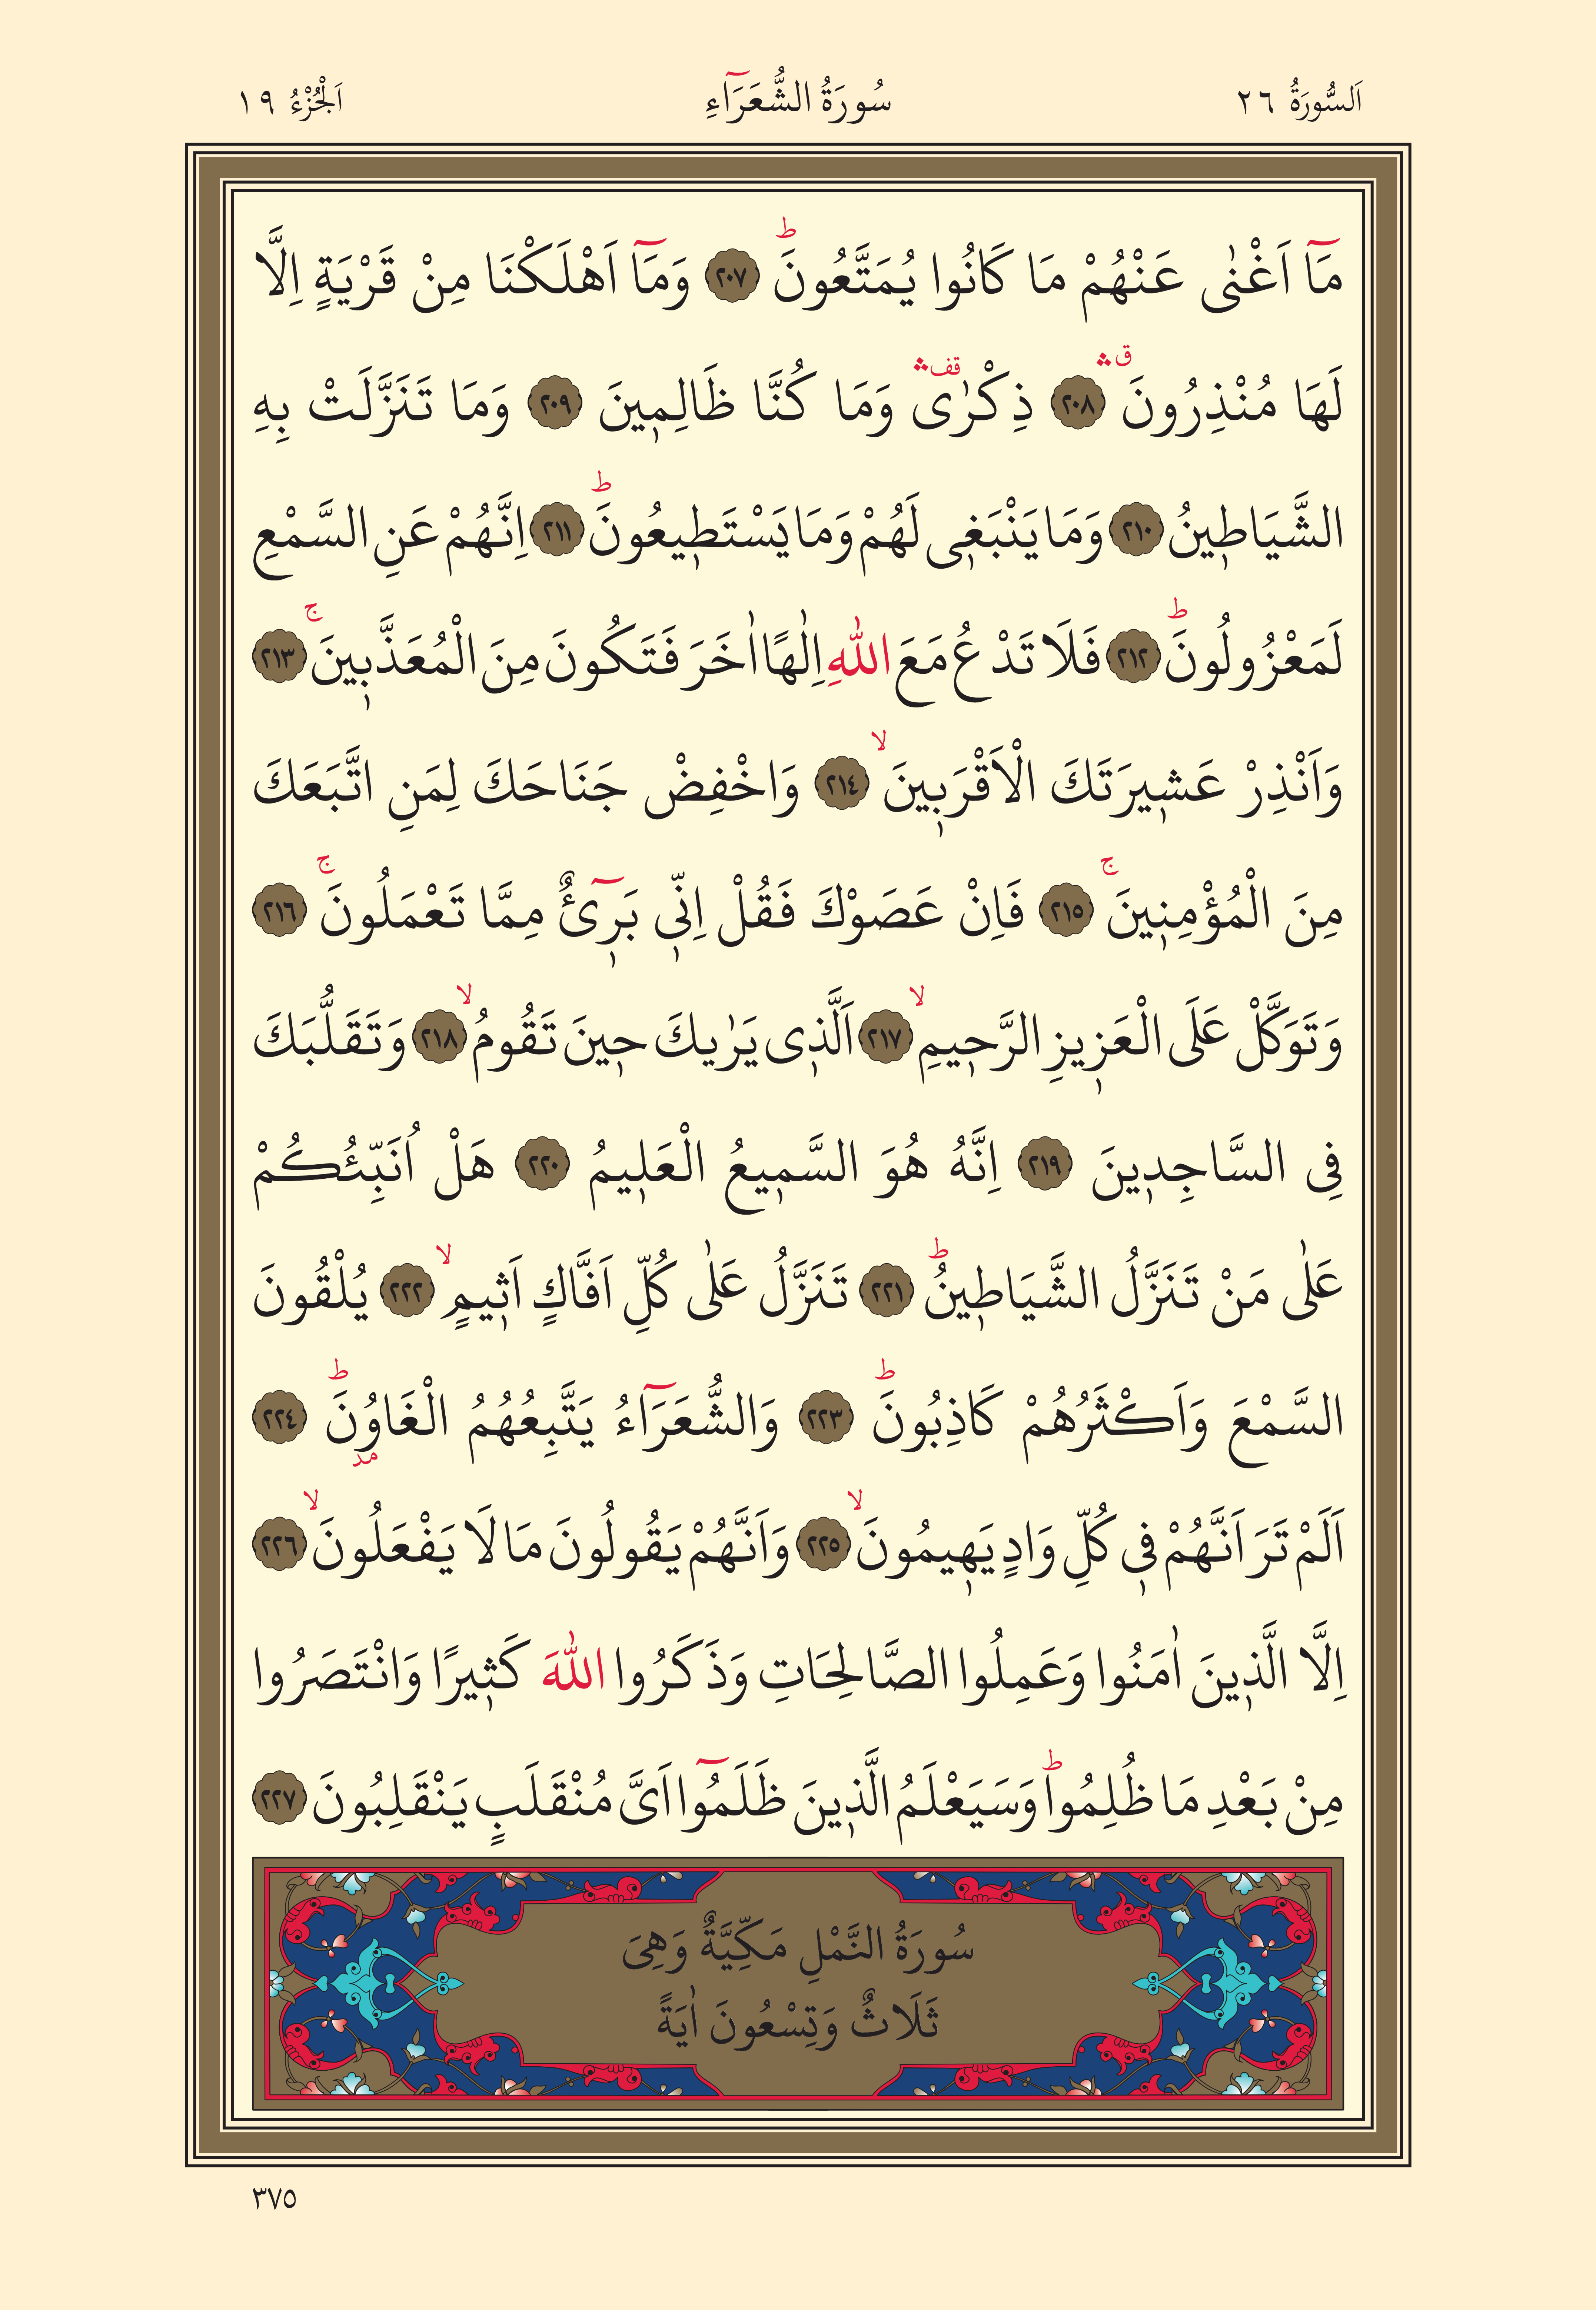 اَلسُّورَةُ ٢٦ سُورَةُ الشُّعَرَٓاءِ اَلْجُزْءُ ١٩
مَٓا اَغْنٰى عَنْهُمْ مَا كَانُوا يُمَتَّعُونَۜ ٢٠٧ وَمَٓا اَهْلَكْنَا مِنْ قَرْيَةٍ اِلَّا
لَهَا مُنْذِرُونَ ࣗۛ ٢٠٨ ذِكْرٰى۠ۛ وَمَا كُنَّا ظَالِم۪ينَ ٢٠٩ وَمَا تَنَزَّلَتْ بِهِ
الشَّيَاط۪ينُ ٢١٠ وَمَا يَنْبَغ۪ي لَهُمْ وَمَا يَسْتَط۪يعُونَۜ ٢١١ اِنَّهُمْ عَنِ السَّمْعِ
لَمَعْزُولُونَۜ ٢١٢ فَلَا تَدْعُ مَعَ اللّٰهِ اِلٰهًا اٰخَرَ فَتَكُونَ مِنَ الْمُعَذَّب۪ينَۚ ٢١٣
وَاَنْذِرْ عَش۪يرَتَكَ الْاَقْرَب۪ينَۙ ٢١٤ وَاخْفِضْ جَنَاحَكَ لِمَنِ اتَّبَعَكَ
مِنَ الْمُؤْمِن۪ينَۚ ٢١٥ فَاِنْ عَصَوْكَ فَقُلْ اِنّ۪ي بَر۪ٓيءٌ مِمَّا تَعْمَلُونَۚ ٢١٦
وَتَوَكَّلْ عَلَى الْعَز۪يزِ الرَّح۪يمِۙ ٢١٧ اَلَّذ۪ي يَرٰيكَ ح۪ينَ تَقُومُۙ ٢١٨ وَتَقَلُّبَكَ
فِي السَّاجِد۪ينَ ٢١٩ اِنَّهُ هُوَ السَّم۪يعُ الْعَل۪يمُ ٢٢٠ هَلْ اُنَبِّئُكُمْ
عَلٰى مَنْ تَنَزَّلُ الشَّيَاط۪ينُۜ ٢٢١ تَنَزَّلُ عَلٰى كُلِّ اَفَّاكٍ اَث۪يمٍۙ ٢٢٢ يُلْقُونَ
السَّمْعَ وَاَكْثَرُهُمْ كَاذِبُونَۜ ٢٢٣ وَالشُّعَرَٓاءُ يَتَّبِعُهُمُ الْغَاوُ۫نَۜ ٢٢٤
اَلَمْ تَرَ اَنَّهُمْ ف۪ي كُلِّ وَادٍ يَه۪يمُونَۙ ٢٢٥ وَاَنَّهُمْ يَقُولُونَ مَا لَا يَفْعَلُونَۙ ٢٢٦
اِلَّا الَّذ۪ينَ اٰمَنُوا وَعَمِلُوا الصَّالِحَاتِ وَذَكَرُوا اللّٰهَ كَث۪يرًا وَانْتَصَرُوا
مِنْ بَعْدِ مَا ظُلِمُواۜ وَسَيَعْلَمُ الَّذ۪ينَ ظَلَمُٓوا اَيَّ مُنْقَلَبٍ يَنْقَلِبُونَ ٢٢٧
سُورَةُ النَّمْلِ مَكِّيَّةٌ وَهِيَ
ثَلَاثٌ وَتِسْعُونَ اٰيَةً
٣٧٥